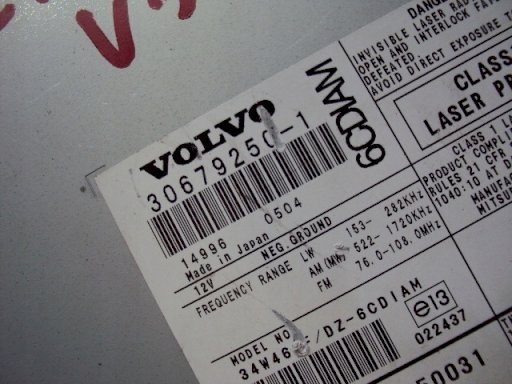 VOLVO
30679250-1
6CDIAM
14996 0504
Made in Japan
12V NEG.GROUND
FREQUENCY RANGE LW 153- 282KHz
AM(MW) 522- 1720KHz
FM 76.0-108.0MHz
MODEL NO
34W46 /DZ-6CDIAM
e13
022437
50031
DANGE
INVISIBLE LASER RAD
OPEN AND INTERLOCK FA
DEFEATED
AVOID DIRECT EXPOSURE T
CLASS
LASER PR
CLASS 1 LA
PRODUCT COMPLI
RULES 21 CFR
1040:10 AT DA
MANUFA
MITSU